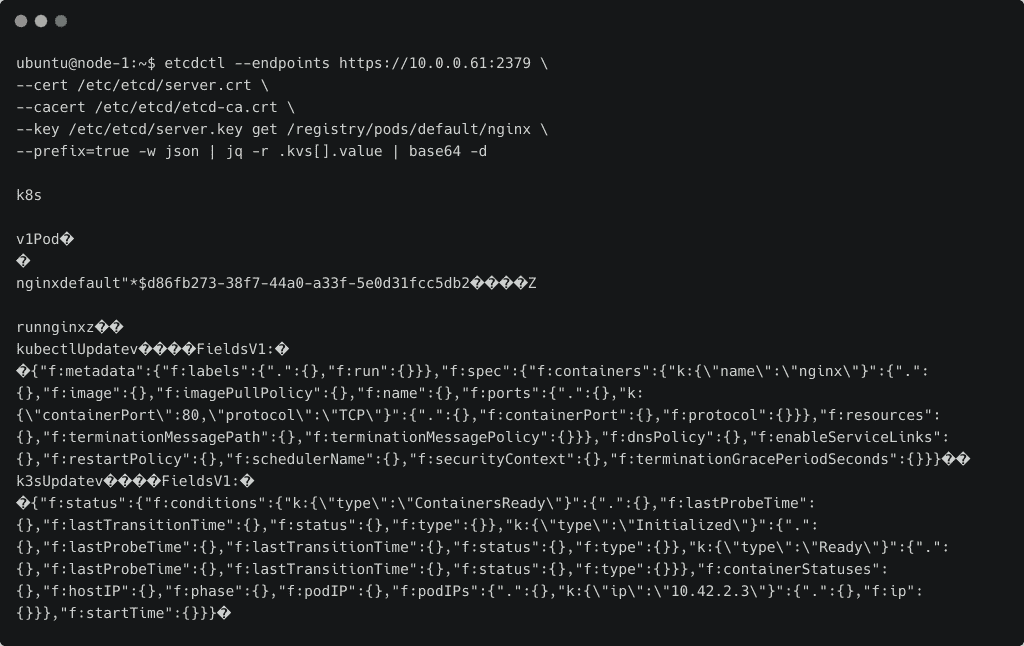 ubuntu@node-1:~$ etcdctl --endpoints https://10.0.0.61:2379 \
--cert /etc/etcd/server.crt \
--cacert /etc/etcd/etcd-ca.crt \
--key /etc/etcd/server.key get /registry/pods/default/nginx \
--prefix=true -w json | jq -r .kvs[].value | base64 -d
k8s
v1Pod�
�
nginxdefault"*$d86fb273-38f7-44a0-a33f-5e0d31fcc5db2����Z
runnginxz��
kubectlUpdatev����FieldsV1:�
�{"f:metadata":{"f:labels":{".":{},"f:run":{}}},"f:spec":{"f:containers":{"k:{\"name\":\"nginx\"}":{".":
{},"f:image":{},"f:imagePullPolicy":{},"f:name":{},"f:ports":{".":{},"k:
{\"containerPort\":80,\"protocol\":\"TCP\"}":{".":{},"f:containerPort":{},"f:protocol":{}}},"f:resources":
{},"f:terminationMessagePath":{},"f:terminationMessagePolicy":{}}},"f:dnsPolicy":{},"f:enableServiceLinks":
{},"f:restartPolicy":{},"f:schedulerName":{},"f:securityContext":{},"f:terminationGracePeriodSeconds":{}}}��
k3sUpdatev����FieldsV1:�
�{"f:status":{"f:conditions":{"k:{\"type\":\"ContainersReady\"}":{".":{},"f:lastProbeTime":
{},"f:lastTransitionTime":{},"f:status":{},"f:type":{}},"k:{\"type\":\"Initialized\"}":{".":
{},"f:lastProbeTime":{},"f:lastTransitionTime":{},"f:status":{},"f:type":{}},"k:{\"type\":\"Ready\"}":{".":
{},"f:lastProbeTime":{},"f:lastTransitionTime":{},"f:status":{},"f:type":{}}},"f:containerStatuses":
{},"f:hostIP":{},"f:phase":{},"f:podIP":{},"f:podIPs":{".":{},"k:{\"ip\":\"10.42.2.3\"}":{".":{},"f:ip":
{}}},"f:startTlme":{}}}�